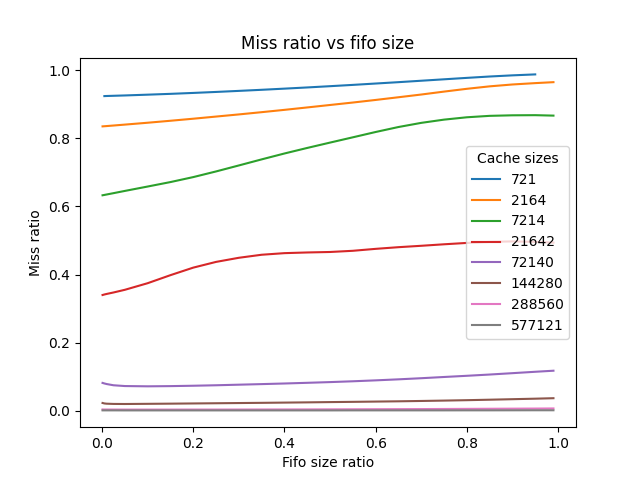 Miss ratio vs fifo size
1.0
0.8
0.6
0.4
0.2
0.0
Miss ratio
Cache sizes
721
2164
7214
21642
72140
144280
288560
577121
0.0 0.2 0.4 0.6 0.8 1.0
Fifo size ratio